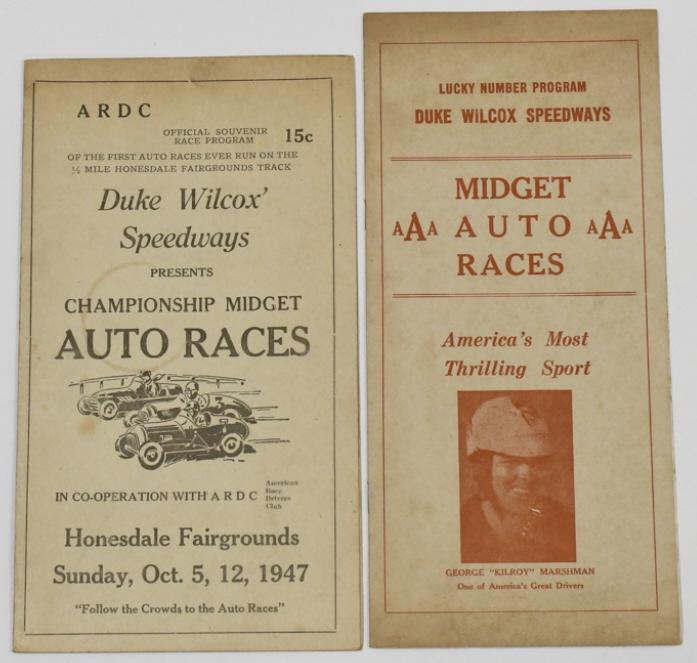 ARDC
OFFICIAL SOUVENIR
RACE PROGRAM 15c
OF THE FIRST AUTO RACES EVER RUN ON THE
½ MILE HONESDALE FAIRGROUNDS TRACK
Duke Wilcox'
Speedways
PRESENTS
CHAMPIONSHIP MIDGET
AUTO RACES
3
IN CO-OPERATION WITH ARDC
American
Race
Drivers
Club
Honesdale Fairgrounds
Sunday, Oct. 5, 12, 1947
"Follow the Crowds to the Auto Races"
LUCKY NUMBER PROGRAM
DUKE WILCOX SPEEDWAYS
MIDGET
AAA AUTO AAA
RACES
America's Most
Thrilling Sport
GEORGE "KILROY" MARSHMAN
One of America's Great Drivers